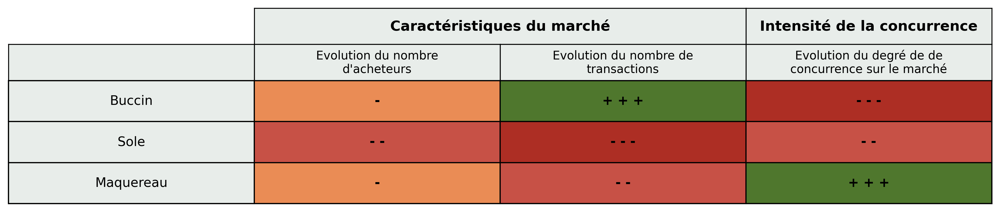 Caractéristiques du marché Intensité de la concurrence
Evolution du nombre
d'acheteurs
Evolution du nombre de
transactions
Evolution du degré de de
concurrence sur le marché
Buccin - + + + - - -
Sole - - - - - - -
Maquereau - - - + + +